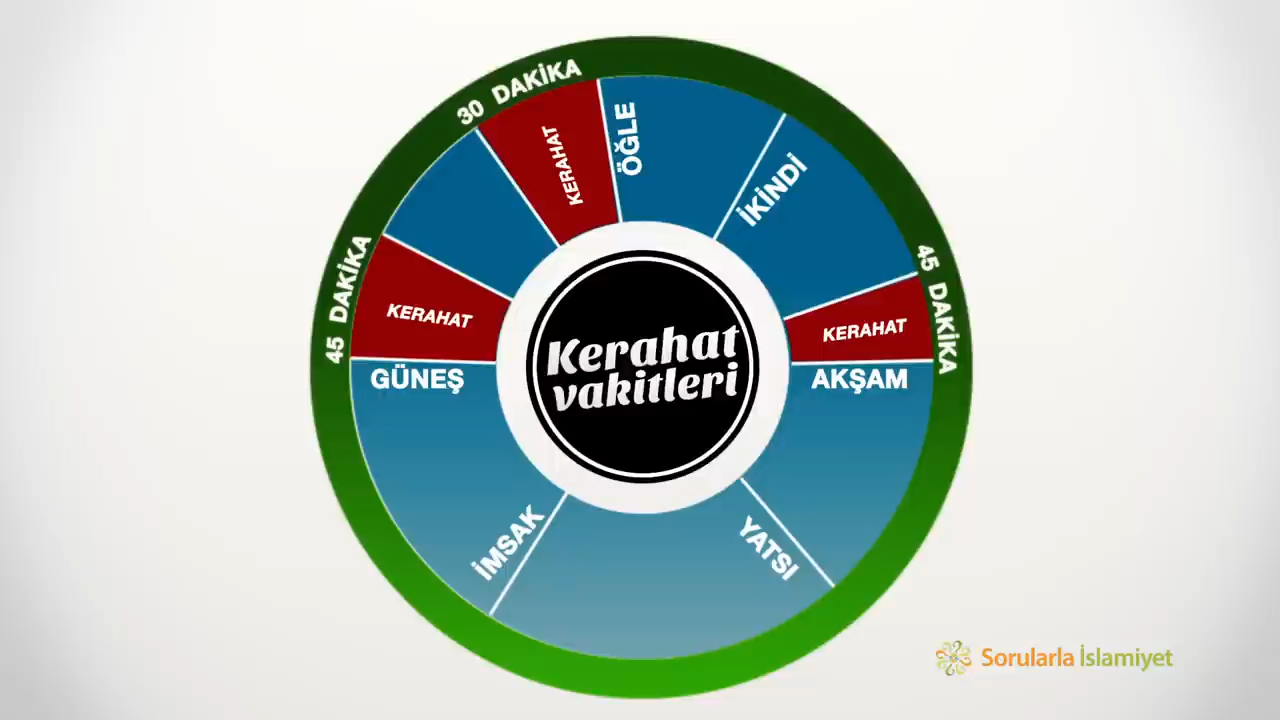 30 DAKİKA
KERAHAT
ÖĞLE
İKİNDİ
45 DAKİKA
KERAHAT
AKŞAM
YATSI
İMSAK
GÜNEŞ
KERAHAT
45 DAKİKA
Kerahat
vakitleri
Sorularla İslamiyet